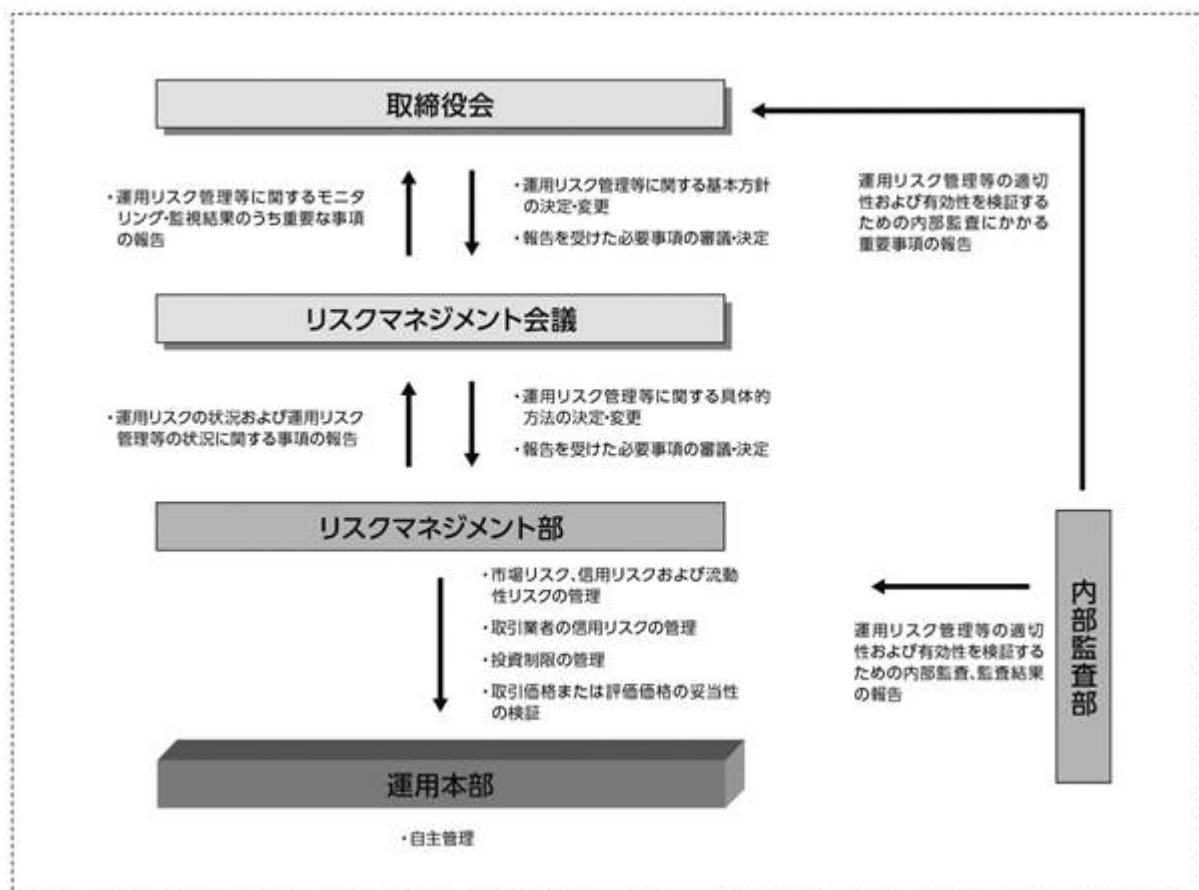 取締役会
・運用リスク管理等に関するモニタ
リング・監視結果のうち重要な事項
の報告
・運用リスク管理等に関する基本方針
の決定・変更
・報告を受けた必要事項の審議・決定
運用リスク管理等の適切
性および有効性を検証する
ための内部監査にかかる
重要事項の報告
リスクマネジメント会議
・運用リスクの状況および運用リスク
管理等の状況に関する事項の報告
・運用リスク管理等に関する具体的
方法の決定・変更
・報告を受けた必要事項の審議・決定
リスクマネジメント部
・市場リスク、信用リスクおよび流動
性リスクの管理
・取引業者の信用リスクの管理
・投資制限の管理
・取引価格または評価価格の妥当性
の検証
運用リスク管理等の適切
性および有効性を検証する
ための内部監査、監査結果
の報告
内部監査部
運用本部
・自主管理